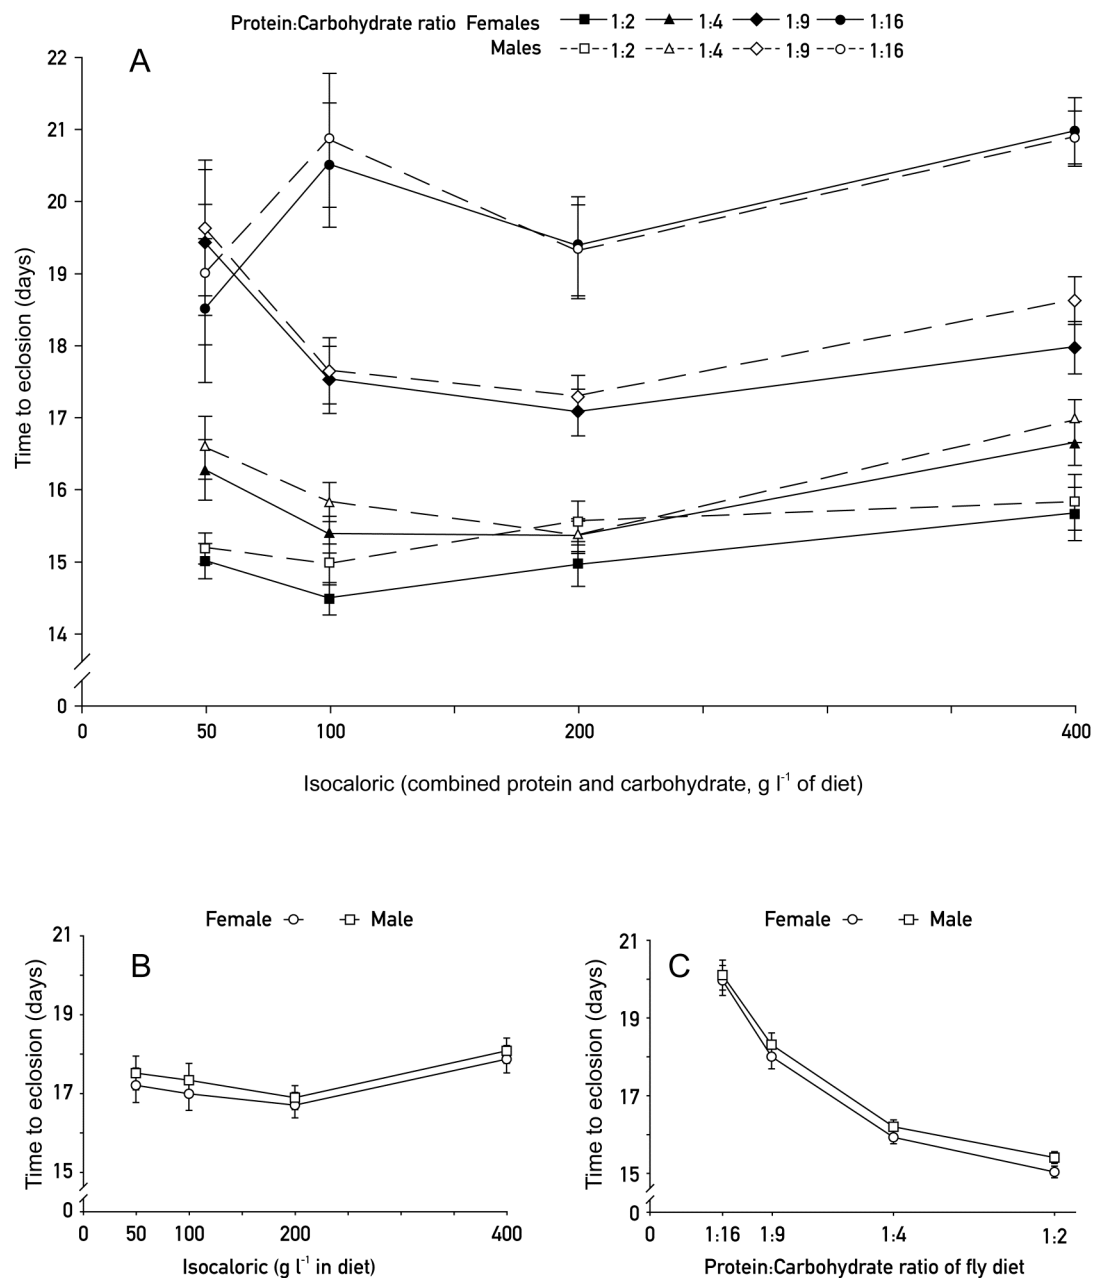 Protein:Carbohydrate ratio Females 1:2 1:4 1:9 1:16
Males 1:2 1:4 1:9 1:16
A
Time to eclosion (days)
22
21
20
19
18
17
16
15
14
0
0 50 100 200 400
Isocaloric (combined protein and carbohydrate, g l-1 of diet)
Female Male
B
Time to eclosion (days)
21
19
17
15
0
0 50 100 200 400
Isocaloric (g l-1 in diet)
Female Male
C
Time to eclosion (days)
21
19
17
15
0
0 1:16 1:9 1:4 1:2
Protein:Carbohydrate ratio of fly diet